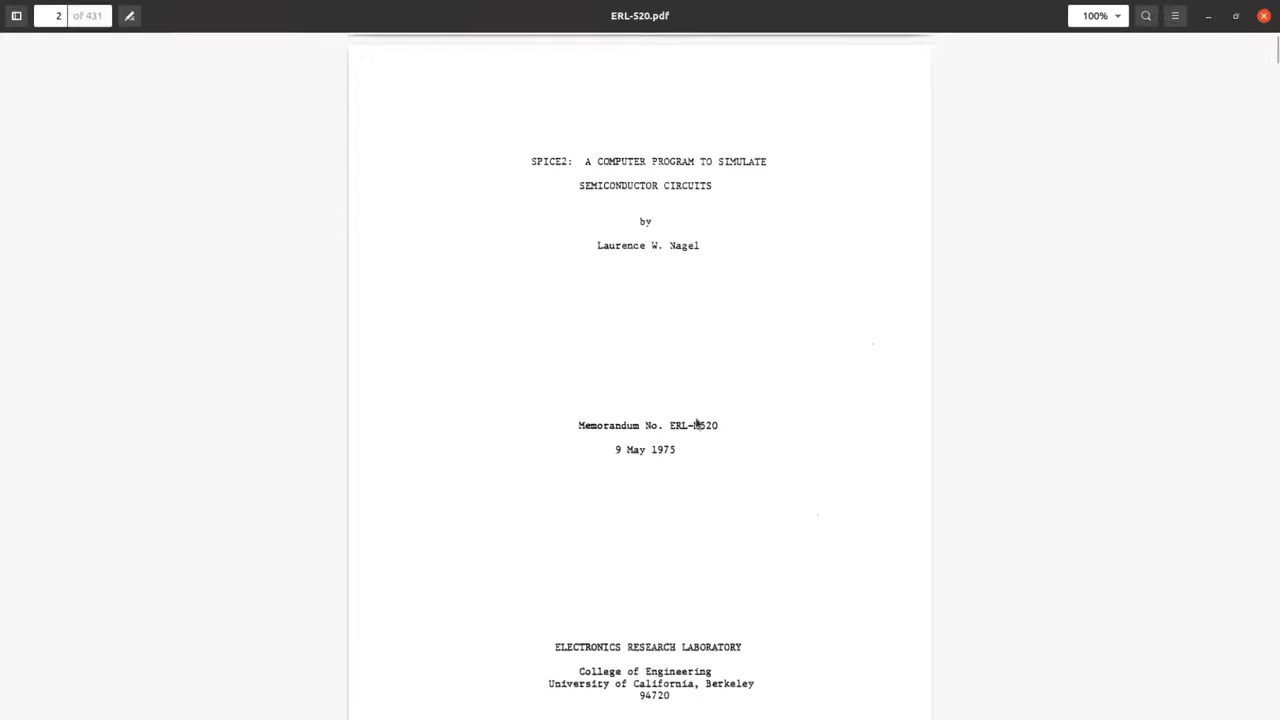 2 of 431
ERL-520.pdf
100%
SPICE2: A COMPUTER PROGRAM TO SIMULATE
SEMICONDUCTOR CIRCUITS
by
Laurence W. Nagel
Memorandum No. ERL-M520
9 May 1975
ELECTRONICS RESEARCH LABORATORY
College of Engineering
University of California, Berkeley
94720